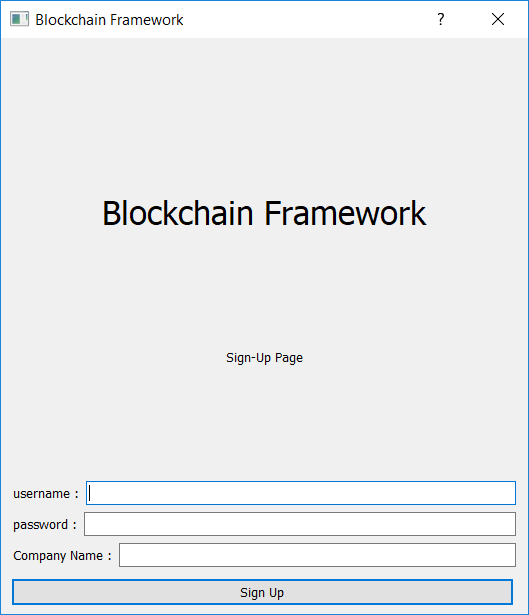 Blockchain Framework
?
Blockchain Framework
Sign-Up Page
username :
password :
Company Name :
Sign Up